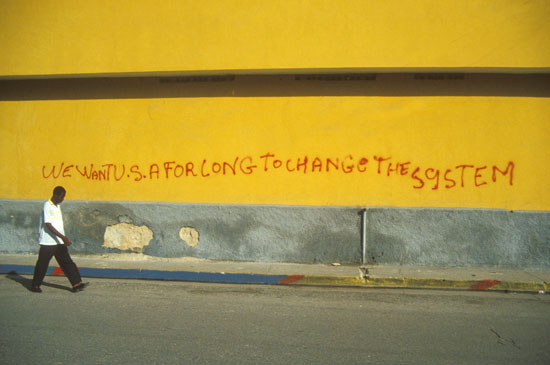 WE WANT U.S.A FOR LONG TO CHANGE THE SYSTEM